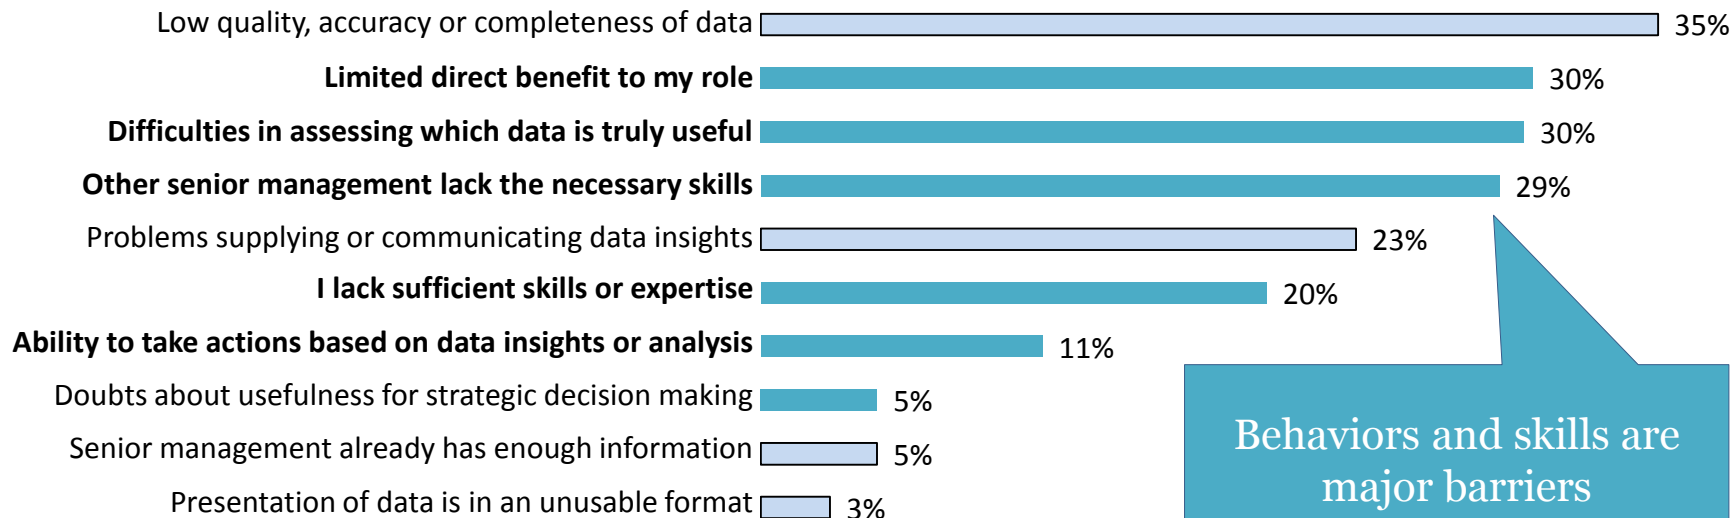 Low quality, accuracy or completeness of data 35%
Limited direct benefit to my role 30%
Difficulties in assessing which data is truly useful 30%
Other senior management lack the necessary skills 29%
Problems supplying or communicating data insights 23%
I lack sufficient skills or expertise 20%
Ability to take actions based on data insights or analysis 11%
Doubts about usefulness for strategic decision making 5%
Senior management already has enough information 5%
Presentation of data is in an unusable format 3%
Behaviors and skills are
major barriers